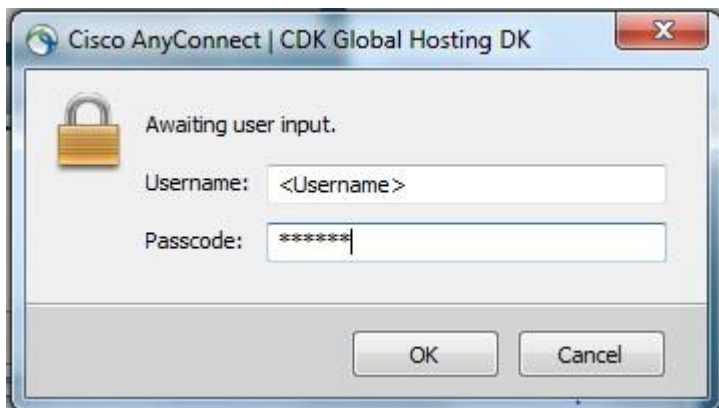 Cisco AnyConnect | CDK Global Hosting DK
Awaiting user input.
Username: <Username>
Passcode: ******
OK Cancel